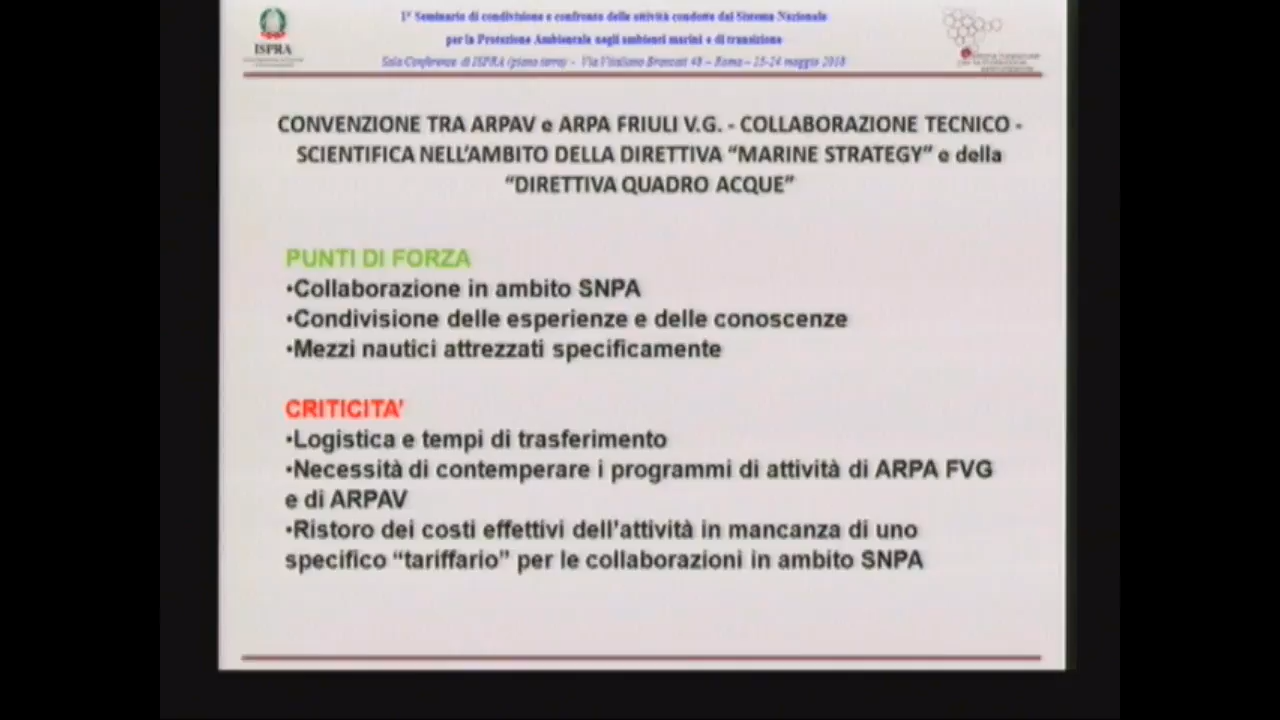 1° Seminario di condivisione e confronto delle attività condotte dal Sistema Nazionale
per la Protezione Ambientale negli ambienti marini e di transizione
Sala Conferenze di ISPRA (piano terra) - Via Vitaliano Brancati 48 – Roma – 23-24 maggio 2018
ISPRA
CONVENZIONE TRA ARPAV e ARPA FRIULI V.G. - COLLABORAZIONE TECNICO -
SCIENTIFICA NELL’AMBITO DELLA DIRETTIVA “MARINE STRATEGY” e della
“DIRETTIVA QUADRO ACQUE”
PUNTI DI FORZA
•Collaborazione in ambito SNPA
•Condivisione delle esperienze e delle conoscenze
•Mezzi nautici attrezzati specificamente
CRITICITA’
•Logistica e tempi di trasferimento
•Necessità di contemperare i programmi di attività di ARPA FVG
e di ARPAV
•Ristoro dei costi effettivi dell’attività in mancanza di uno
specifico “tariffario” per le collaborazioni in ambito SNPA